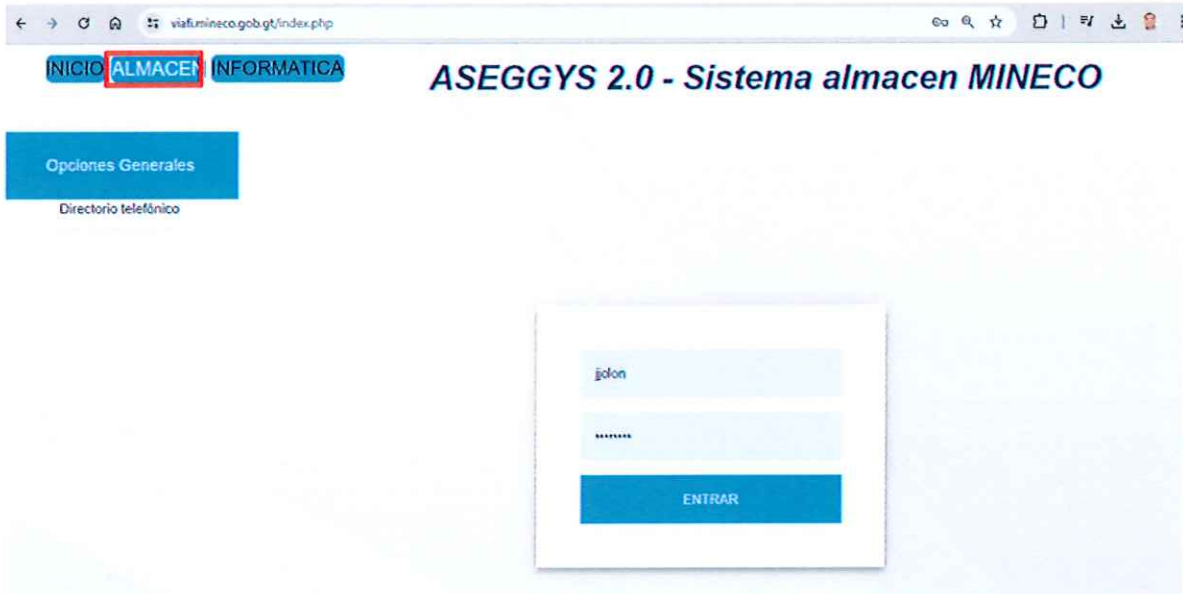 viafi.mineco.gob.gt/index.php
INICIO ALMACEN INFORMATICA
ASEGGYS 2.0 - Sistema almacen MINECO
Opciones Generales
Directorio telefónico
jjolon
ENTRAR